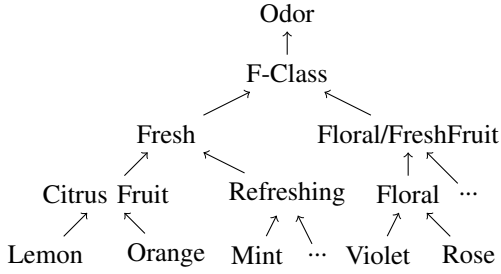 Odor
F-Class
Fresh Floral/FreshFruit
Citrus Fruit Refreshing Floral ...
Lemon Orange Mint ... Violet Rose